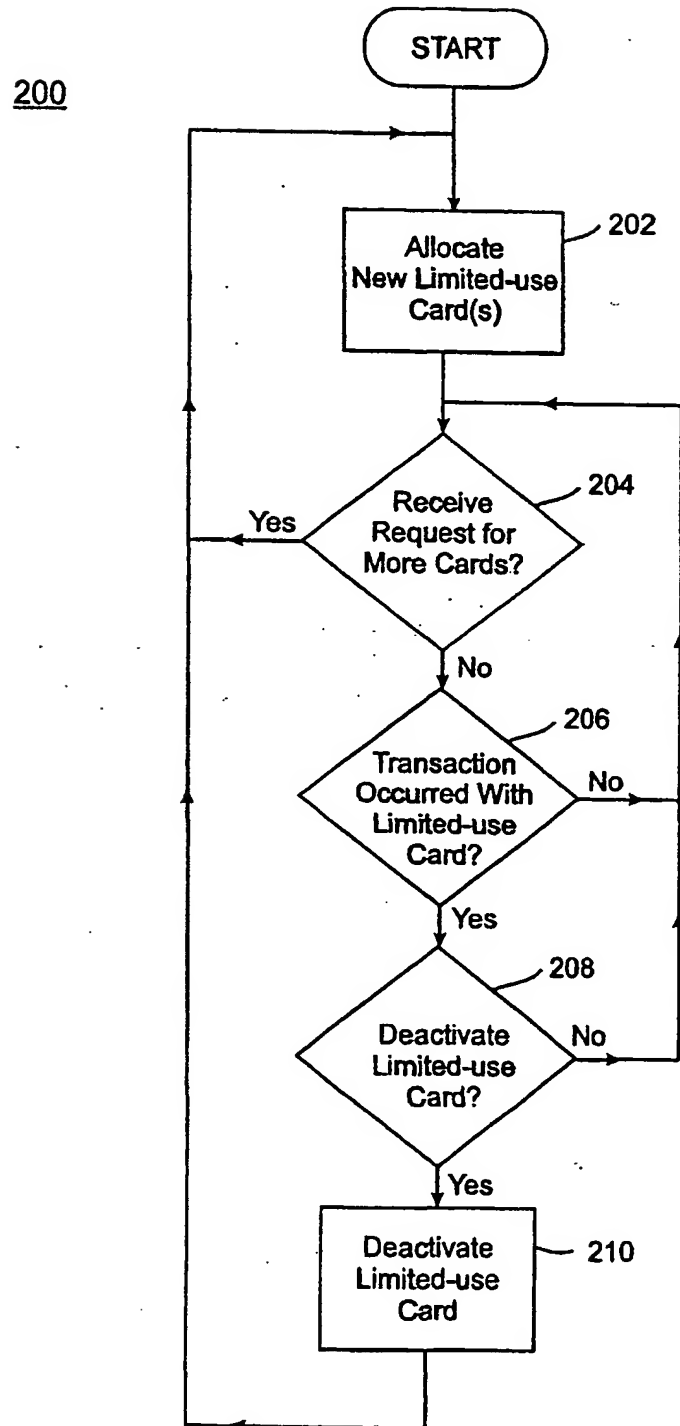 START
200
202
Allocate
New Limited-use
Card(s)
204
Receive
Request for
More Cards?
Yes
No
206
Transaction
Occurred With
Limited-use
Card?
No
Yes
208
Deactivate
Limited-use
Card?
No
Yes
210
Deactivate
Limited-use
Card